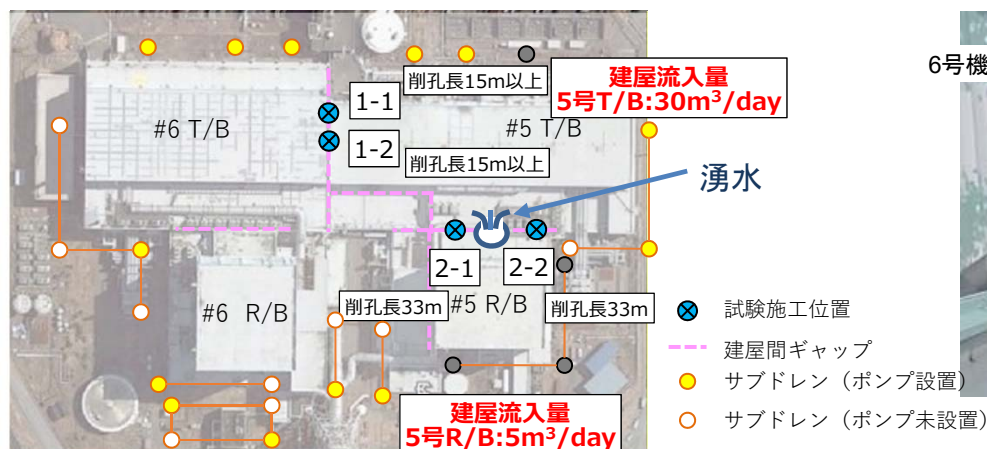 6号機
削孔長15m以上
建屋流入量
5号T/B:30m³/day
1-1
#6 T/B
#5 T/B
1-2
削孔長15m以上
湧水
2-1
2-2
#6 R/B
削孔長33m
#5 R/B
削孔長33m
試験施工位置
建屋間ギャップ
サブドレン（ポンプ設置）
サブドレン（ポンプ未設置）
建屋流入量
5号R/B:5m³/day